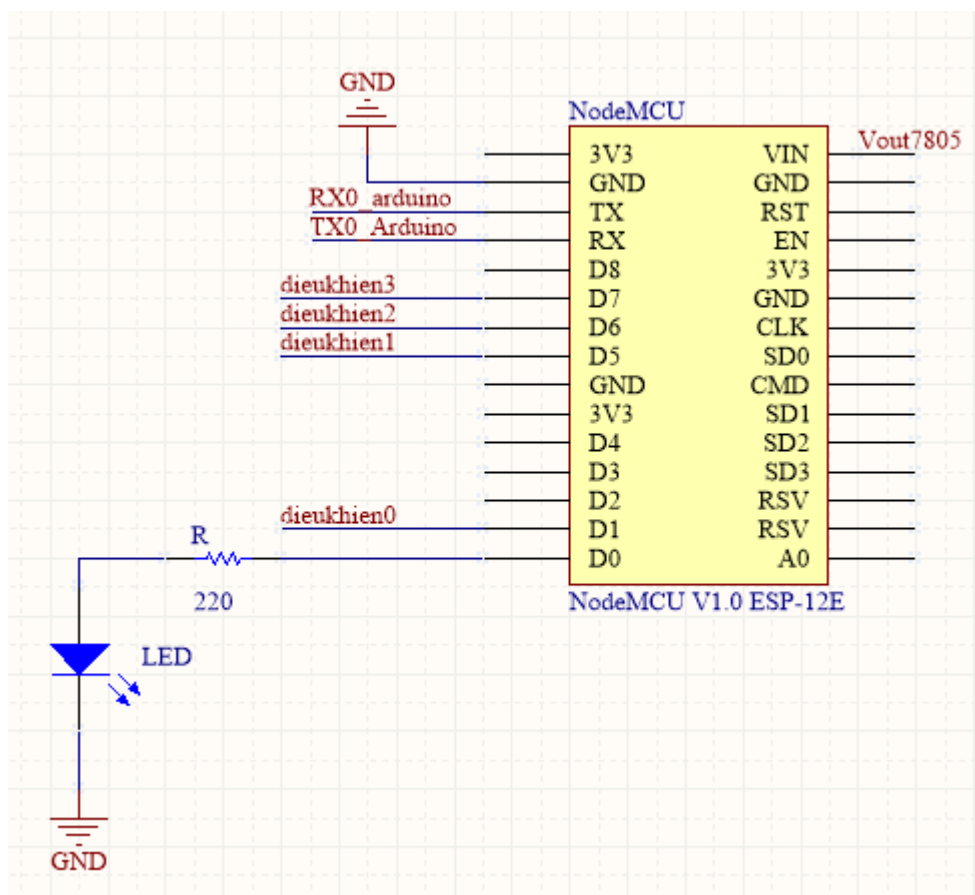 GND
NodeMCU
Vout7805
3V3 VIN
GND GND
RX0_arduino TX RST
TX0_Arduino RX EN
D8 3V3
dieukhien3 D7 GND
dieukhien2 D6 CLK
dieukhien1 D5 SD0
GND CMD
3V3 SD1
D4 SD2
D3 SD3
D2 RSV
dieukhien0 D1 RSV
R D0 A0
220 NodeMCU V1.0 ESP-12E
LED
GND